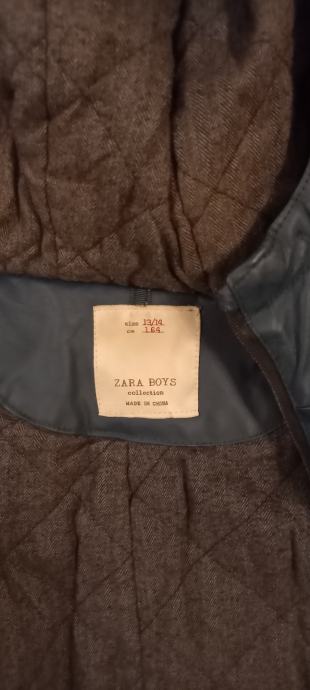 size 13/14
cm 164
ZARA BOYS
collection
MADE IN CHINA